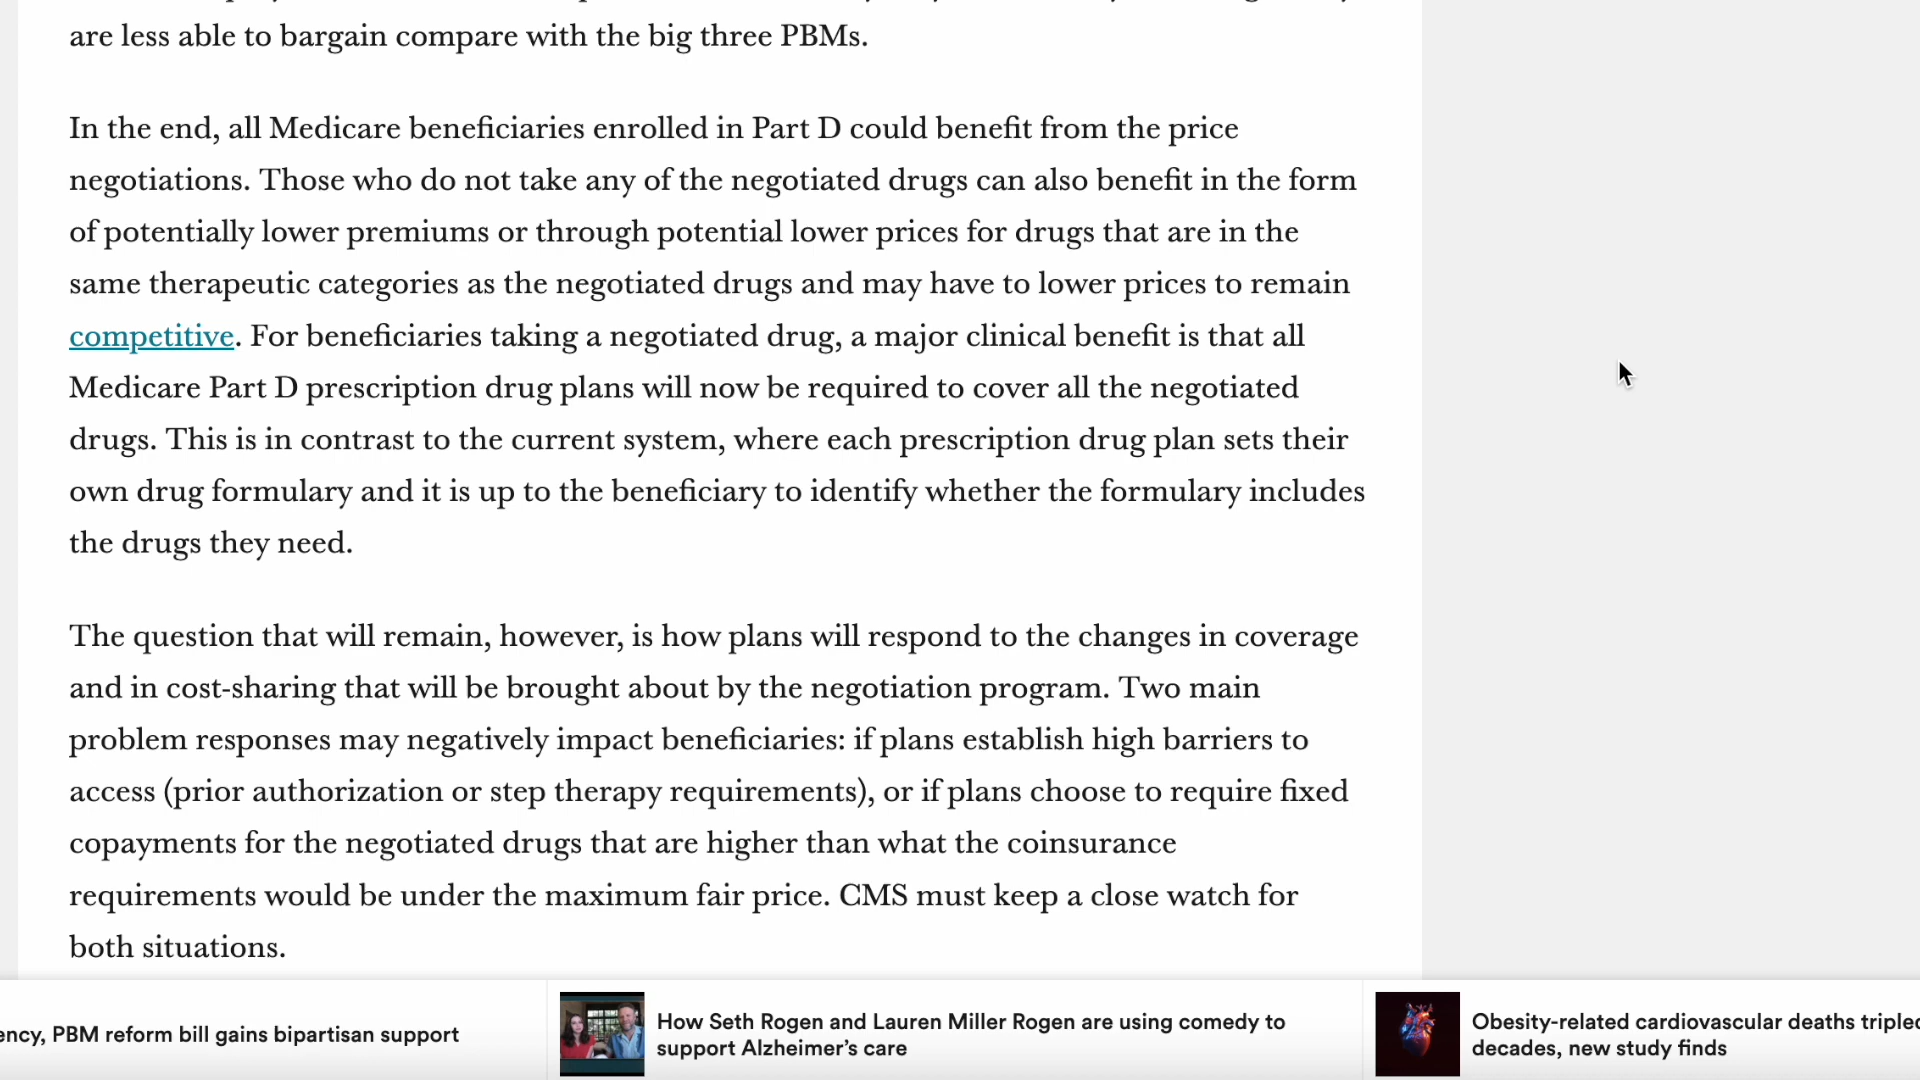 are less able to bargain compare with the big three PBMs.
In the end, all Medicare beneficiaries enrolled in Part D could benefit from the price
negotiations. Those who do not take any of the negotiated drugs can also benefit in the form
of potentially lower premiums or through potential lower prices for drugs that are in the
same therapeutic categories as the negotiated drugs and may have to lower prices to remain
competitive. For beneficiaries taking a negotiated drug, a major clinical benefit is that all
Medicare Part D prescription drug plans will now be required to cover all the negotiated
drugs. This is in contrast to the current system, where each prescription drug plan sets their
own drug formulary and it is up to the beneficiary to identify whether the formulary includes
the drugs they need.
The question that will remain, however, is how plans will respond to the changes in coverage
and in cost-sharing that will be brought about by the negotiation program. Two main
problem responses may negatively impact beneficiaries: if plans establish high barriers to
access (prior authorization or step therapy requirements), or if plans choose to require fixed
copayments for the negotiated drugs that are higher than what the coinsurance
requirements would be under the maximum fair price. CMS must keep a close watch for
both situations.
ency, PBM reform bill gains bipartisan support
How Seth Rogen and Lauren Miller Rogen are using comedy to
support Alzheimer's care
Obesity-related cardiovascular deaths tripled
decades, new study finds